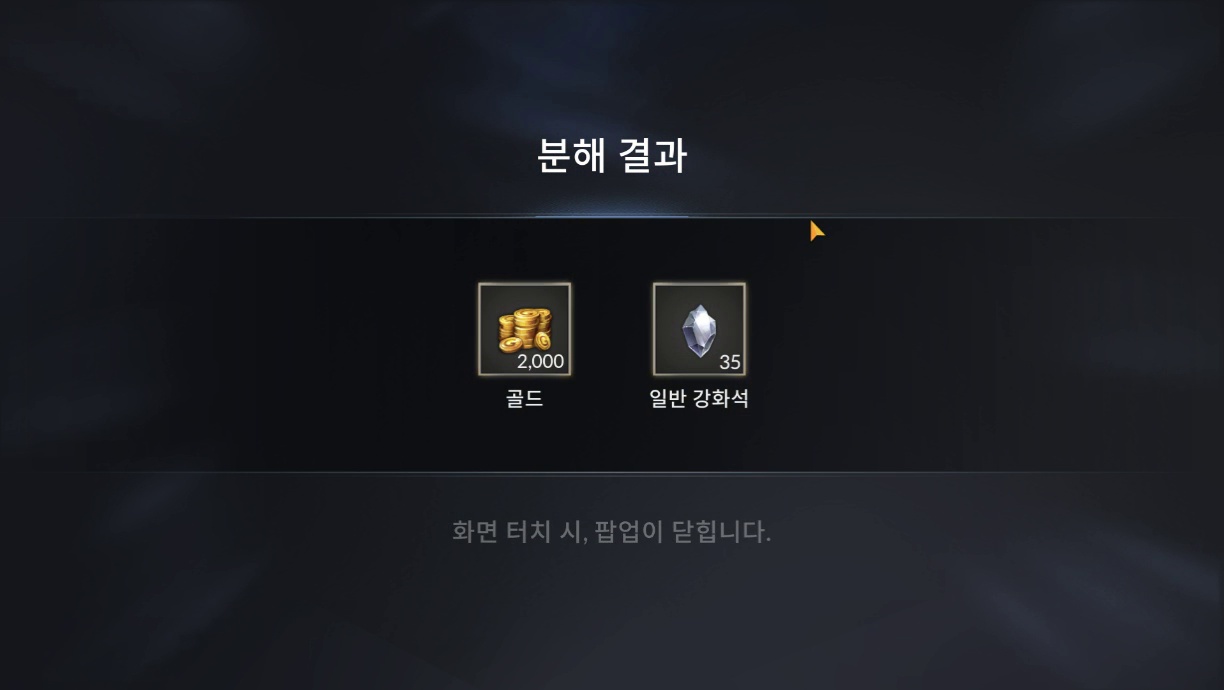 분해 결과
2,000
35
골드
일반 강화석
화면 터치 시, 팝업이 닫힙니다.